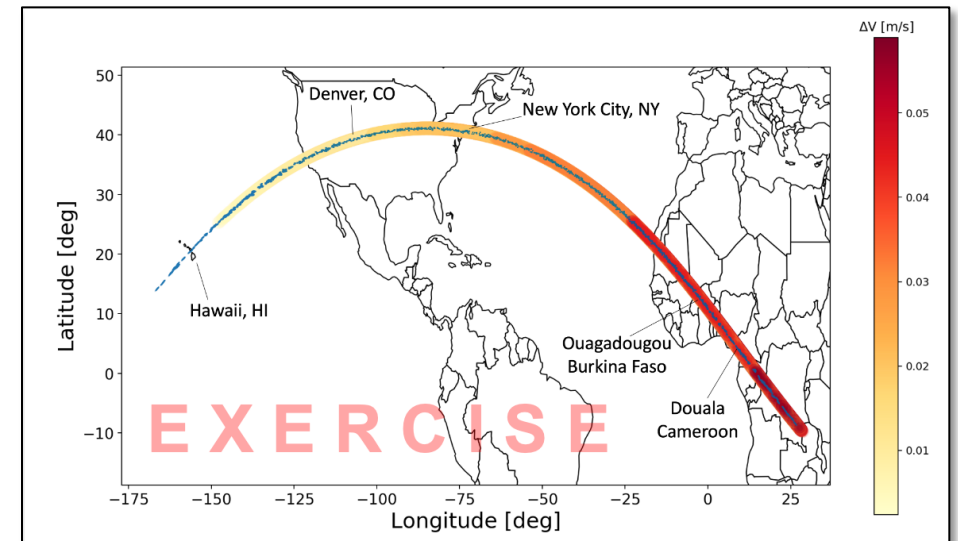 ΔV [m/s]
50
40
30
20
10
0
−10
Latitude [deg]
Denver, CO
New York City, NY
Hawaii, HI
Ouagadougou
Burkina Faso
Douala
Cameroon
EXERCISE
−175
−150
−125
−100
−75
−50
−25
0
25
Longitude [deg]
0.05
0.04
0.03
0.02
0.01